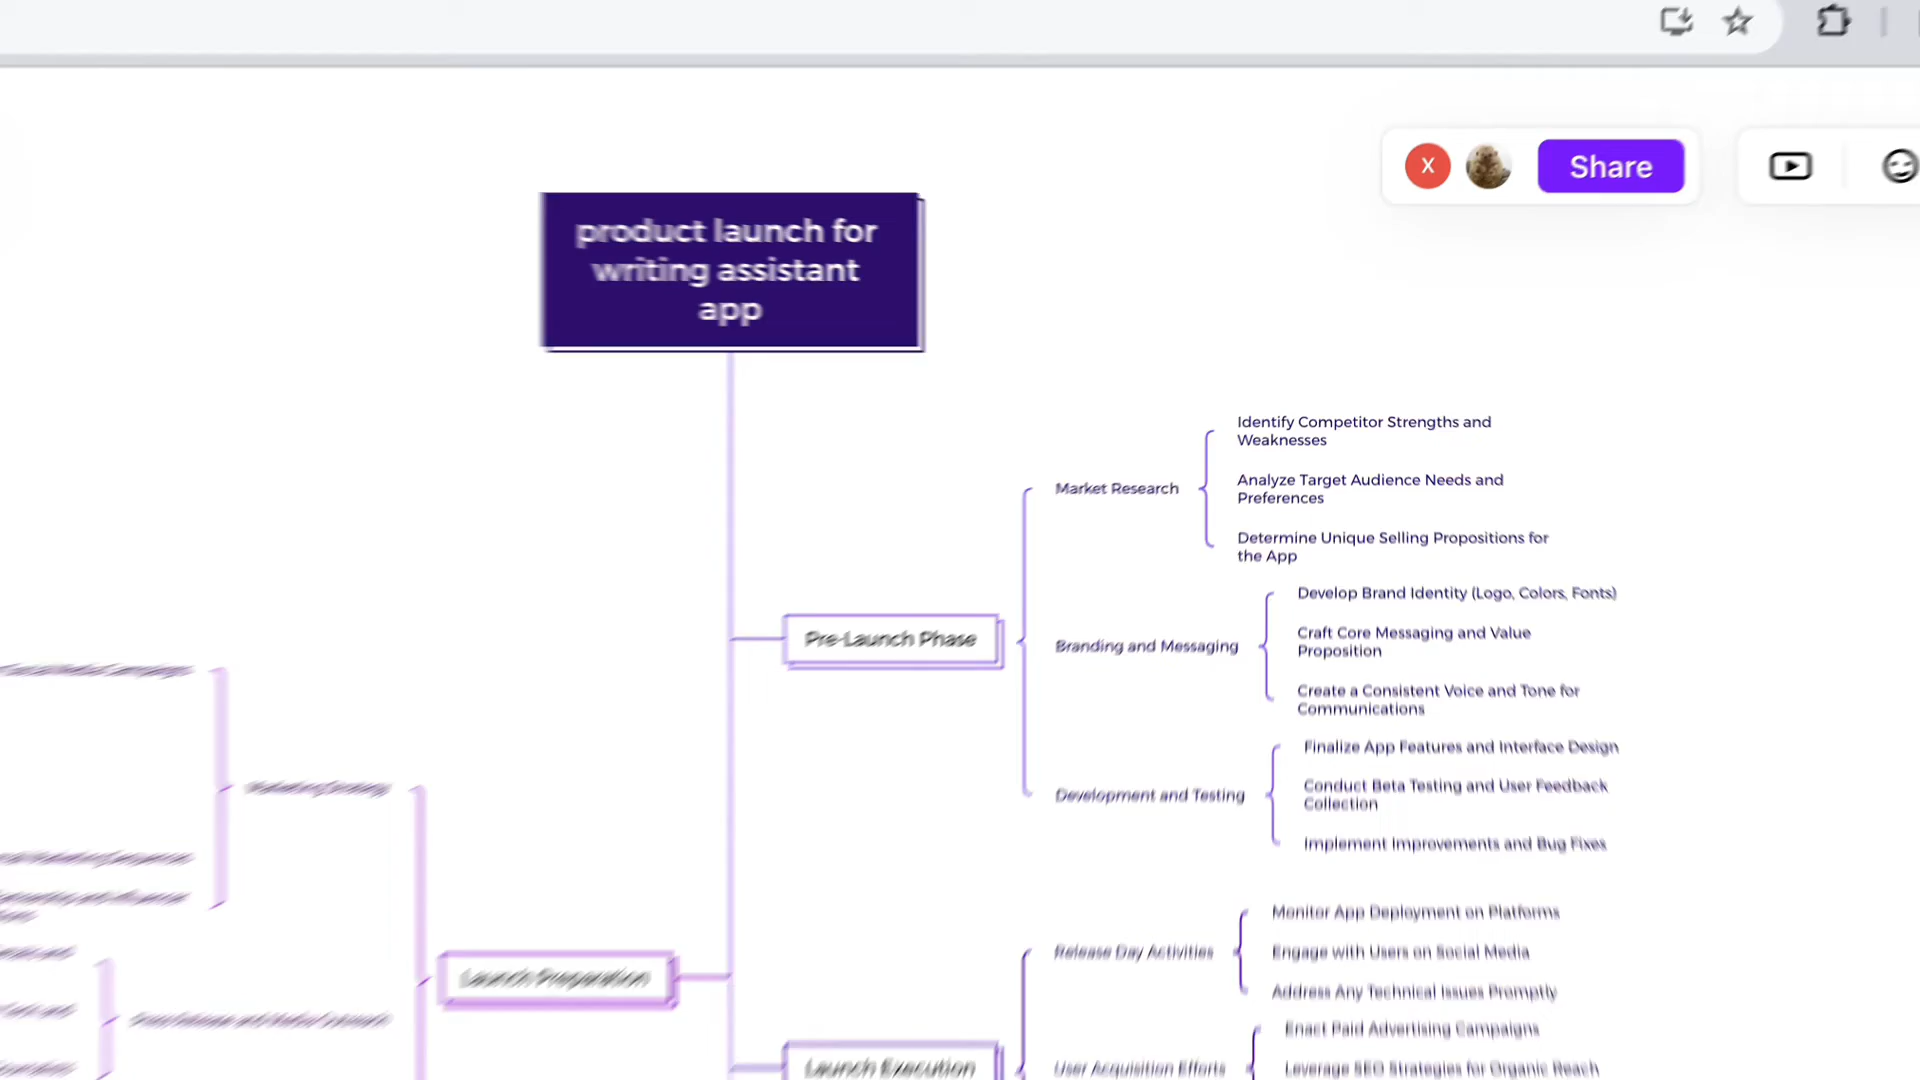 X
Share
product launch for
writing assistant
app
Identify Competitor Strengths and
Weaknesses
Market Research
Analyze Target Audience Needs and
Preferences
Determine Unique Selling Propositions for
the App
Develop Brand Identity (Logo, Colors, Fonts)
Pre-Launch Phase
Branding and Messaging
Craft Core Messaging and Value
Proposition
Create a Consistent Voice and Tone for
Communications
Finalize App Features and Interface Design
Development and Testing
Conduct Beta Testing and User Feedback
Collection
Implement Improvements and Bug Fixes
Launch Preparation
Monitor App Deployment on Platforms
Release Day Activities
Engage with Users on Social Media
Address Any Technical Issues Promptly
Enact Paid Advertising Campaigns
Launch Execution
User Acquisition Efforts
Leverage SEO Strategies for Organic Reach